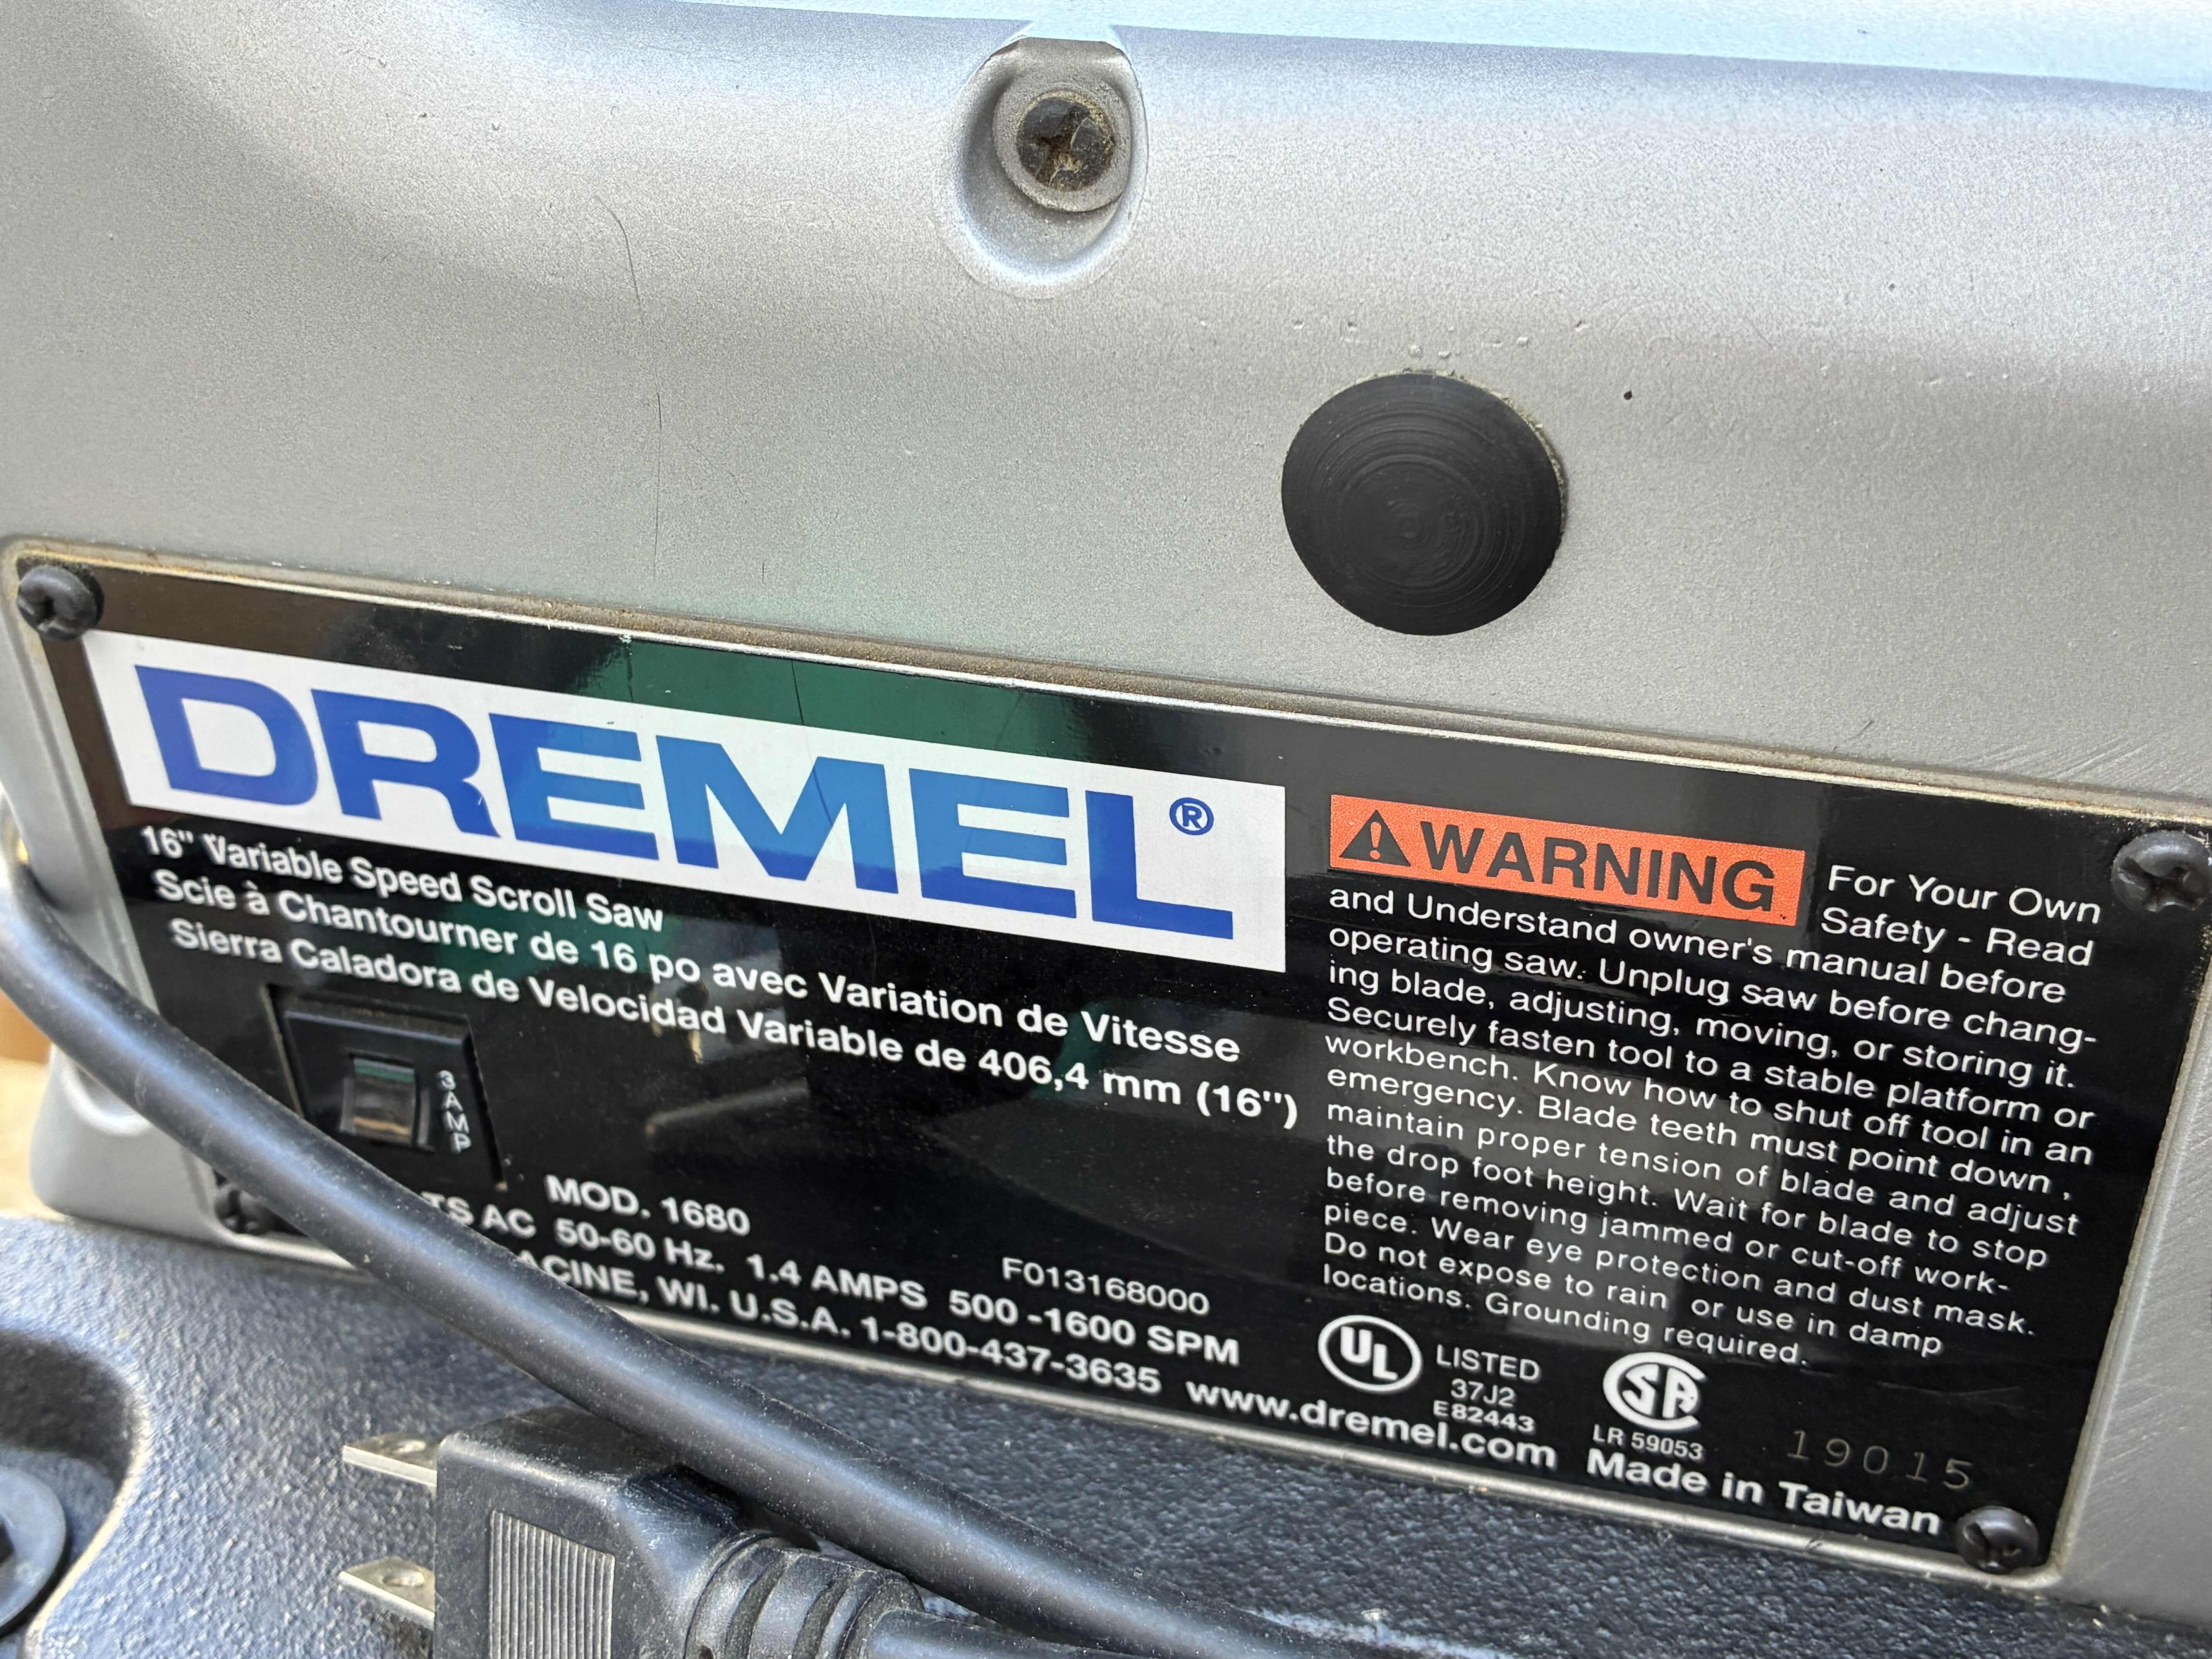 DREMEL®
16" Variable Speed Scroll Saw
Scie à Chantourner de 16 po avec Variation de Vitesse
Sierra Caladora de Velocidad Variable de 406,4 mm (16")
3 AMP
MOD. 1680
F013168000
AC 50-60 Hz. 1.4 AMPS 500 -1600 SPM
WI. U.S.A. 1-800-437-3635 www.dremel.com
WARNING For Your Own
Safety - Read
and Understand owner's manual before
operating saw. Unplug saw before chang-
ing blade, adjusting, moving, or storing it.
Securely fasten tool to a stable platform or
workbench. Know how to shut off tool in an
emergency. Blade teeth must point down ,
maintain proper tension of blade and adjust
the drop foot height. Wait for blade to stop
before removing jammed or cut-off work-
piece. Wear eye protection and dust mask.
Do not expose to rain or use in damp
locations. Grounding required.
UL LISTED
37J2
E82443
SA
LR 59053
19015
Made in Taiwan